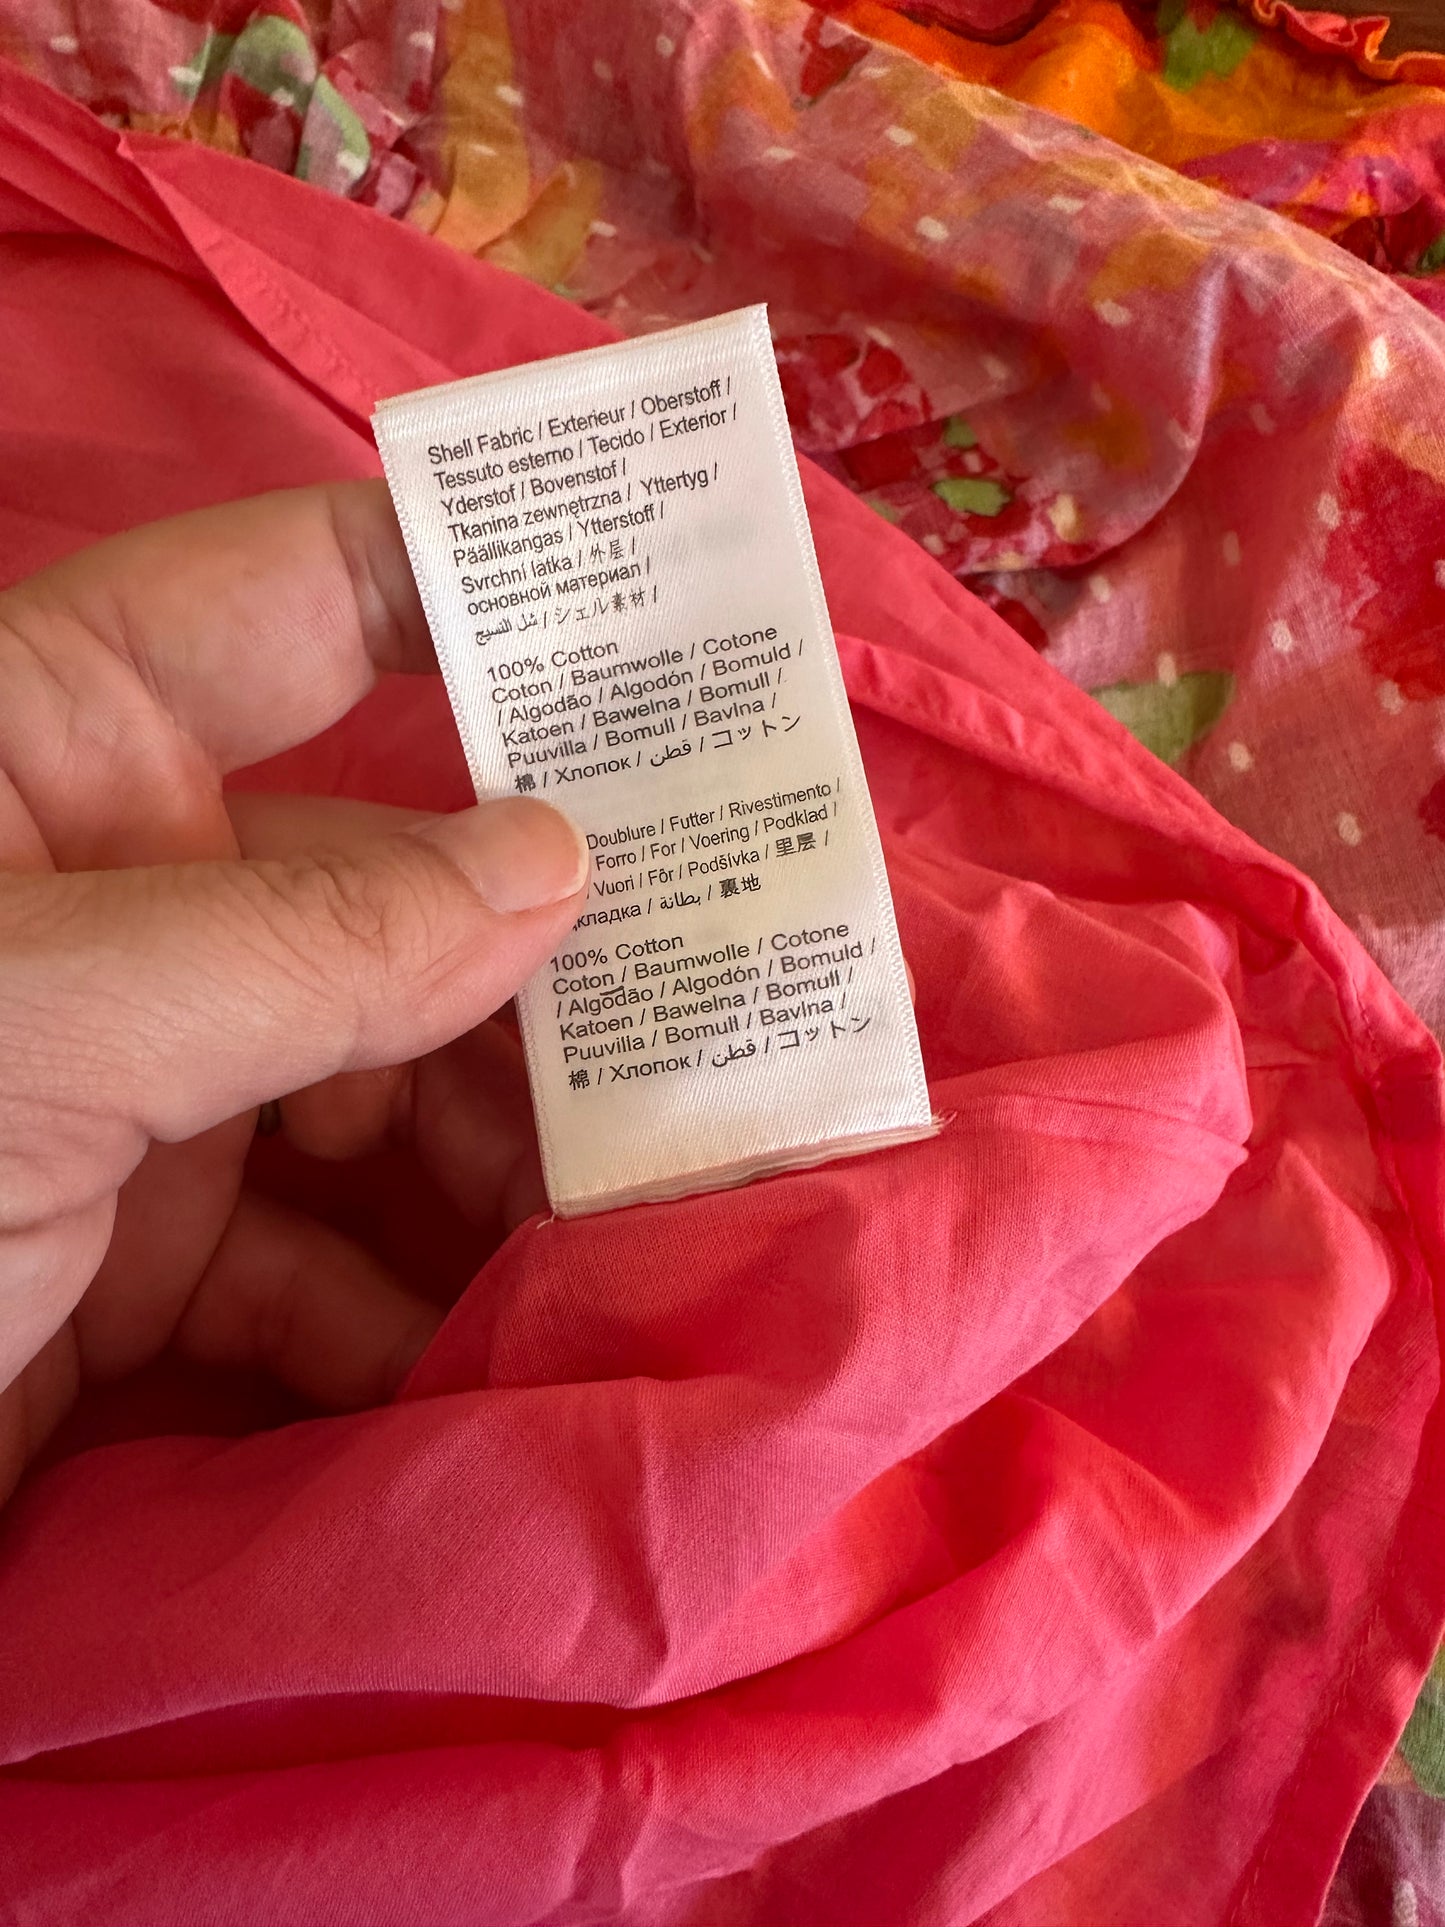 Shell Fabric / Exterieur / Oberstoff /
Tessuto esterno / Tecido / Exterior /
Yderstof / Bovenstof /
Tkanina zewnętrzna / Yttertyg /
Päällikangas / Ytterstoff /
Svrchní latka / 外层 /
основной материал /
شل النسيج / シェル素材 /
100% Cotton
Coton / Baumwolle / Cotone
/ Algodão / Algodón / Bomuld /
Katoen / Bawelna / Bomull /
Puuvilla / Bomull / Bavlna /
棉 / Хлопок / قطن / コットン
Doublure / Futter / Rivestimento /
Forro / For / Voering / Podklad /
Vuori / Fôr / Podšívka / 里层 /
кладка / بطانة / 裏地
100% Cotton
Coton / Baumwolle / Cotone
/ Algodão / Algodón / Bomuld /
Katoen / Bawelna / Bomull /
Puuvilla / Bomull / Bavlna /
棉 / Хлопок / قطن / コットン